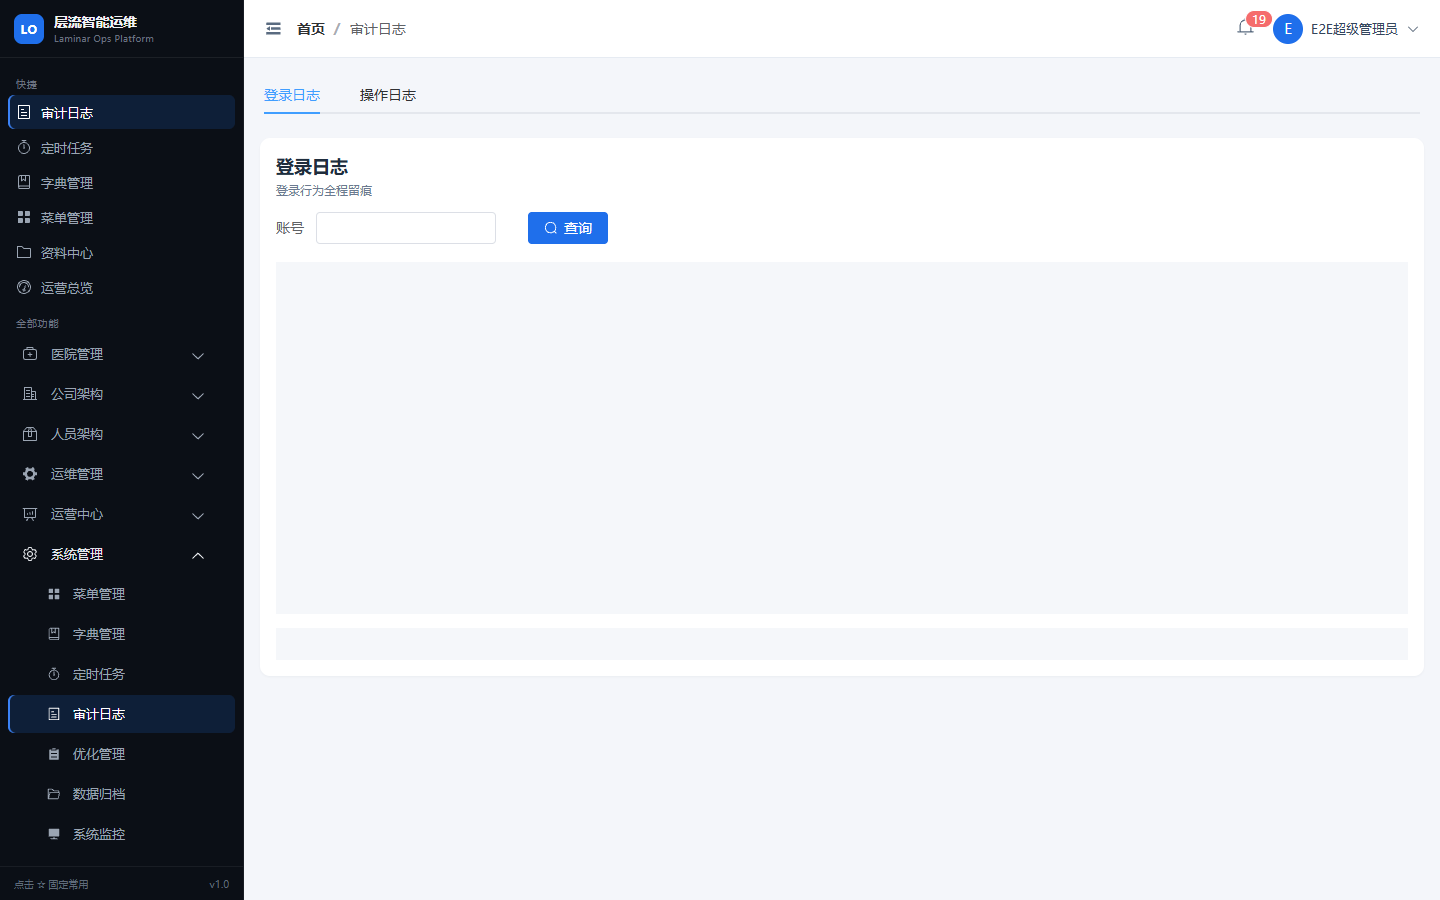 LO
层流智能运维
Laminar Ops Platform
首页 / 审计日志
19
E
E2E超级管理员
快捷
审计日志
定时任务
字典管理
菜单管理
资料中心
运营总览
全部功能
医院管理
公司架构
人员架构
运维管理
运营中心
系统管理
菜单管理
字典管理
定时任务
审计日志
优化管理
数据归档
系统监控
点击 ☆ 固定常用
v1.0
登录日志
操作日志
登录日志
登录行为全程留痕
账号
查询